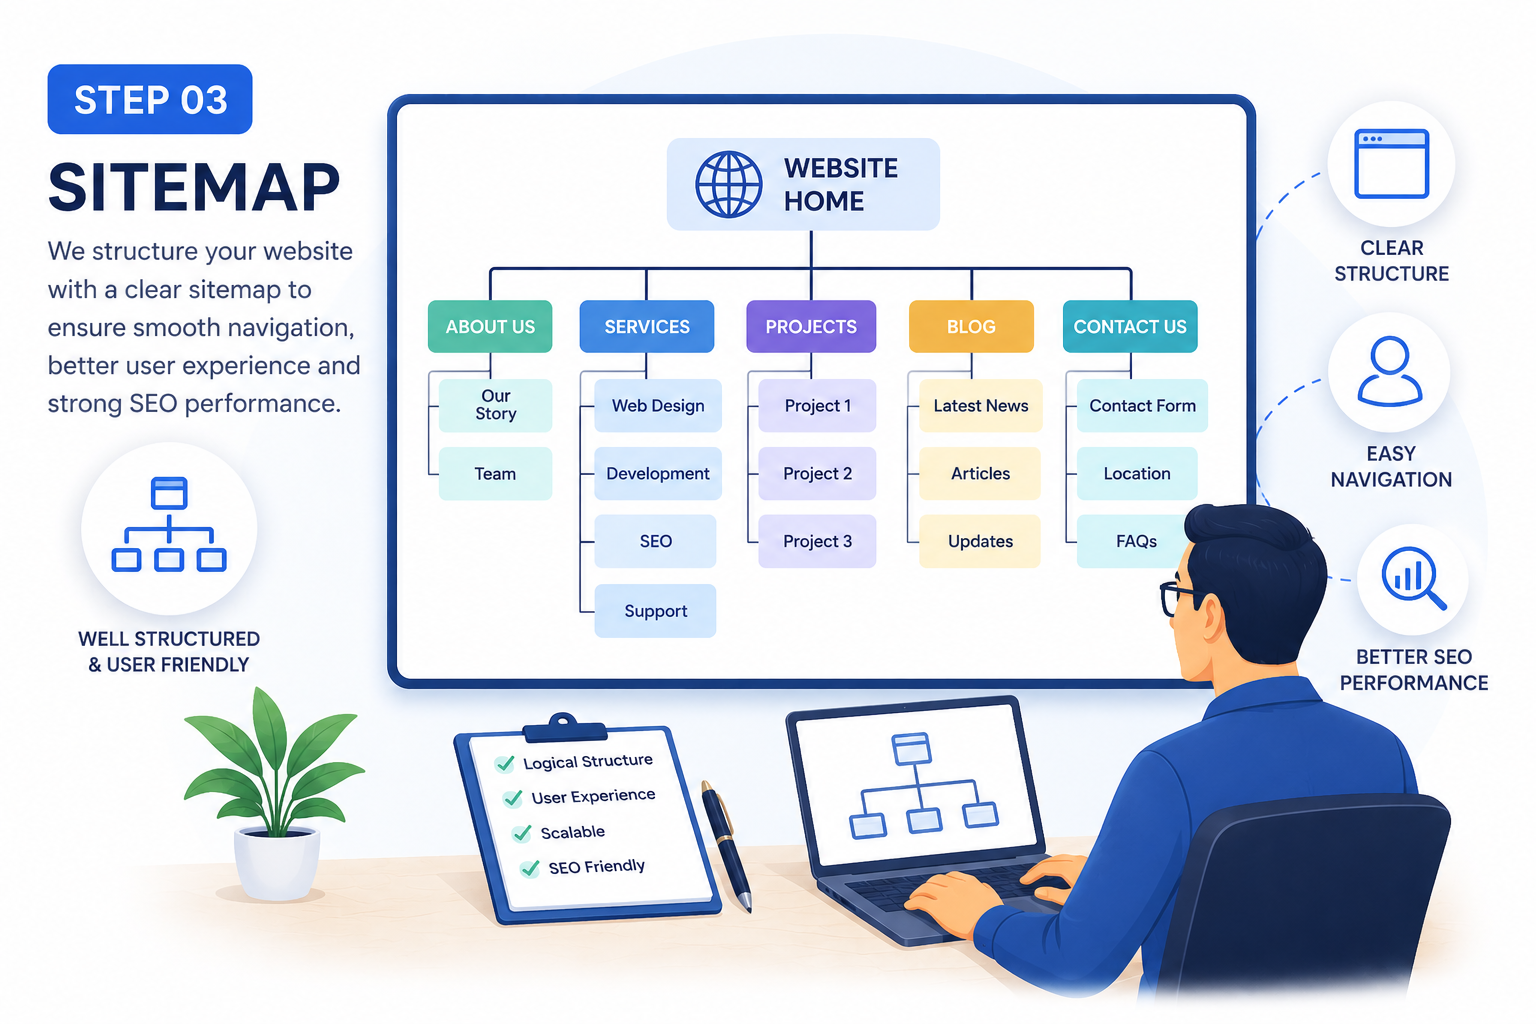 STEP 03
SITEMAP
We structure your website
with a clear sitemap to
ensure smooth navigation,
better user experience and
strong SEO performance.
WELL STRUCTURED
& USER FRIENDLY
WEBSITE
HOME
ABOUT US
Our
Story
Team
SERVICES
Web Design
Development
SEO
Support
PROJECTS
Project 1
Project 2
Project 3
BLOG
Latest News
Articles
Updates
CONTACT US
Contact Form
Location
FAQs
CLEAR
STRUCTURE
EASY
NAVIGATION
BETTER SEO
PERFORMANCE
Logical Structure
User Experience
Scalable
SEO Friendly